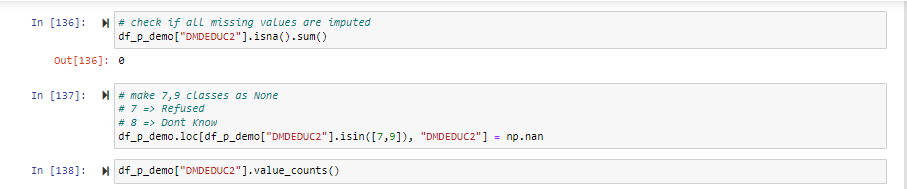 In [136]:
# check if all missing values are imputed
df_p_demo["DMDEDUC2"].isna().sum()
Out[136]: 0
In [137]:
# make 7,9 classes as None
# 7 => Refused
# 8 => Dont Know
df_p_demo.loc[df_p_demo["DMDEDUC2"].isin([7,9]), "DMDEDUC2"] = np.nan
In [138]:
df_p_demo["DMDEDUC2"].value_counts()